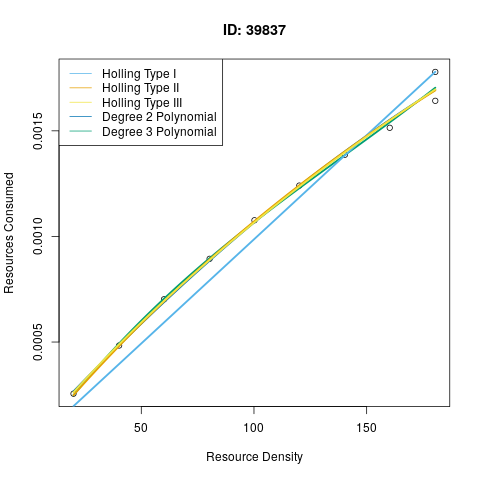 ID: 39837
Holling Type I
Holling Type II
Holling Type III
Degree 2 Polynomial
Degree 3 Polynomial
Resources Consumed
0.0005
0.0010
0.0015
50
100
150
Resource Density